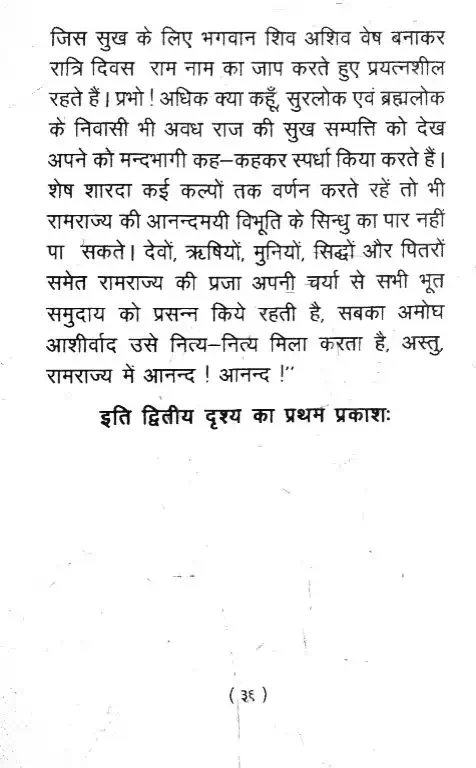 जिस सुख के लिए भगवान शिव अशिव वेष बनाकर
रात्रि दिवस राम नाम का जाप करते हुए प्रयत्नशील
रहते हैं। प्रभो ! अधिक क्या कहूँ, सुरलोक एवं ब्रह्मलोक
के निवासी भी अवध राज की सुख सम्पत्ति को देख
अपने को मन्दभागी कह–कहकर स्पर्धा किया करते हैं।
शेष शारदा कई कल्पों तक वर्णन करते रहें तो भी
रामराज्य की आनन्दमयी विभूति के सिन्धु का पार नहीं
पा सकते। देवों, ऋषियों, मुनियों, सिद्धों और पितरों
समेत रामराज्य की प्रजा अपनी चर्या से सभी भूत
समुदाय को प्रसन्न किये रहती है, सबका अमोघ
आशीर्वाद उसे नित्य–नित्य मिला करता है, अस्तु,
रामराज्य में आनन्द ! आनन्द !”
इति द्वितीय दृश्य का प्रथम प्रकाशः
( ३६ )